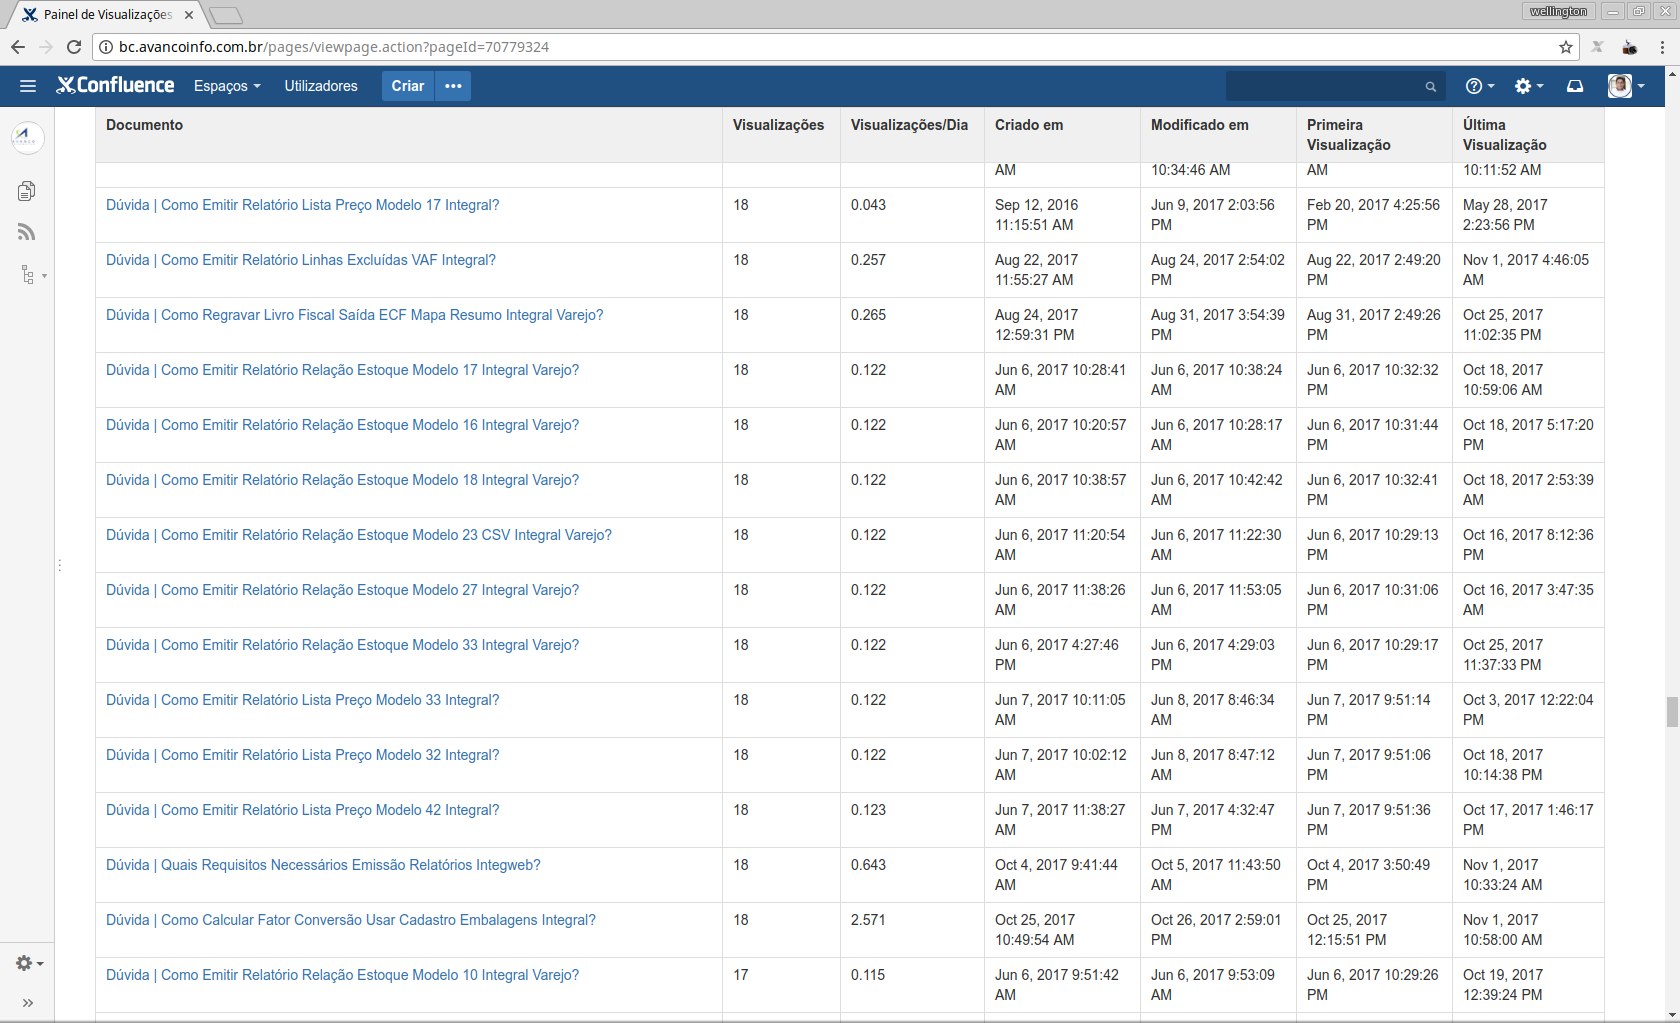 Painel de Visualizações
wellington
bc.avancoinfo.com.br/pages/viewpage.action?pageId=70779324
Confluence Espaços Utilizadores Criar •••
Documento Visualizações Visualizações/Dia Criado em Modificado em Primeira Visualização Última Visualização
AM 10:34:46 AM AM 10:11:52 AM
Dúvida | Como Emitir Relatório Lista Preço Modelo 17 Integral? 18 0.043 Sep 12, 2016 11:15:51 AM Jun 9, 2017 2:03:56 PM Feb 20, 2017 4:25:56 PM May 28, 2017 2:23:56 PM
Dúvida | Como Emitir Relatório Linhas Excluídas VAF Integral? 18 0.257 Aug 22, 2017 11:55:27 AM Aug 24, 2017 2:54:02 PM Aug 22, 2017 2:49:20 PM Nov 1, 2017 4:46:05 AM
Dúvida | Como Regravar Livro Fiscal Saída ECF Mapa Resumo Integral Varejo? 18 0.265 Aug 24, 2017 12:59:31 PM Aug 31, 2017 3:54:39 PM Aug 31, 2017 2:49:26 PM Oct 25, 2017 11:02:35 PM
Dúvida | Como Emitir Relatório Relação Estoque Modelo 17 Integral Varejo? 18 0.122 Jun 6, 2017 10:28:41 AM Jun 6, 2017 10:38:24 AM Jun 6, 2017 10:32:32 PM Oct 18, 2017 10:59:06 AM
Dúvida | Como Emitir Relatório Relação Estoque Modelo 16 Integral Varejo? 18 0.122 Jun 6, 2017 10:20:57 AM Jun 6, 2017 10:28:17 AM Jun 6, 2017 10:31:44 PM Oct 18, 2017 5:17:20 PM
Dúvida | Como Emitir Relatório Relação Estoque Modelo 18 Integral Varejo? 18 0.122 Jun 6, 2017 10:38:57 AM Jun 6, 2017 10:42:42 AM Jun 6, 2017 10:32:41 PM Oct 18, 2017 2:53:39 AM
Dúvida | Como Emitir Relatório Relação Estoque Modelo 23 CSV Integral Varejo? 18 0.122 Jun 6, 2017 11:20:54 AM Jun 6, 2017 11:22:30 AM Jun 6, 2017 10:29:13 PM Oct 16, 2017 8:12:36 PM
Dúvida | Como Emitir Relatório Relação Estoque Modelo 27 Integral Varejo? 18 0.122 Jun 6, 2017 11:38:26 AM Jun 6, 2017 11:53:05 AM Jun 6, 2017 10:31:06 PM Oct 16, 2017 3:47:35 AM
Dúvida | Como Emitir Relatório Relação Estoque Modelo 33 Integral Varejo? 18 0.122 Jun 6, 2017 4:27:46 PM Jun 6, 2017 4:29:03 PM Jun 6, 2017 10:29:17 PM Oct 25, 2017 11:37:33 PM
Dúvida | Como Emitir Relatório Lista Preço Modelo 33 Integral? 18 0.122 Jun 7, 2017 10:11:05 AM Jun 8, 2017 8:46:34 AM Jun 7, 2017 9:51:14 PM Oct 3, 2017 12:22:04 PM
Dúvida | Como Emitir Relatório Lista Preço Modelo 32 Integral? 18 0.122 Jun 7, 2017 10:02:12 AM Jun 8, 2017 8:47:12 AM Jun 7, 2017 9:51:06 PM Oct 18, 2017 10:14:38 PM
Dúvida | Como Emitir Relatório Lista Preço Modelo 42 Integral? 18 0.123 Jun 7, 2017 11:38:27 AM Jun 7, 2017 4:32:47 PM Jun 7, 2017 9:51:36 PM Oct 17, 2017 1:46:17 PM
Dúvida | Quais Requisitos Necessários Emissão Relatórios Integweb? 18 0.643 Oct 4, 2017 9:41:44 AM Oct 5, 2017 11:43:50 AM Oct 4, 2017 3:50:49 PM Nov 1, 2017 10:33:24 AM
Dúvida | Como Calcular Fator Conversão Usar Cadastro Embalagens Integral? 18 2.571 Oct 25, 2017 10:49:54 AM Oct 26, 2017 2:59:01 PM Oct 25, 2017 12:15:51 PM Nov 1, 2017 10:58:00 AM
Dúvida | Como Emitir Relatório Relação Estoque Modelo 10 Integral Varejo? 17 0.115 Jun 6, 2017 9:51:42 AM Jun 6, 2017 9:53:09 AM Jun 6, 2017 10:29:26 PM Oct 19, 2017 12:39:24 PM